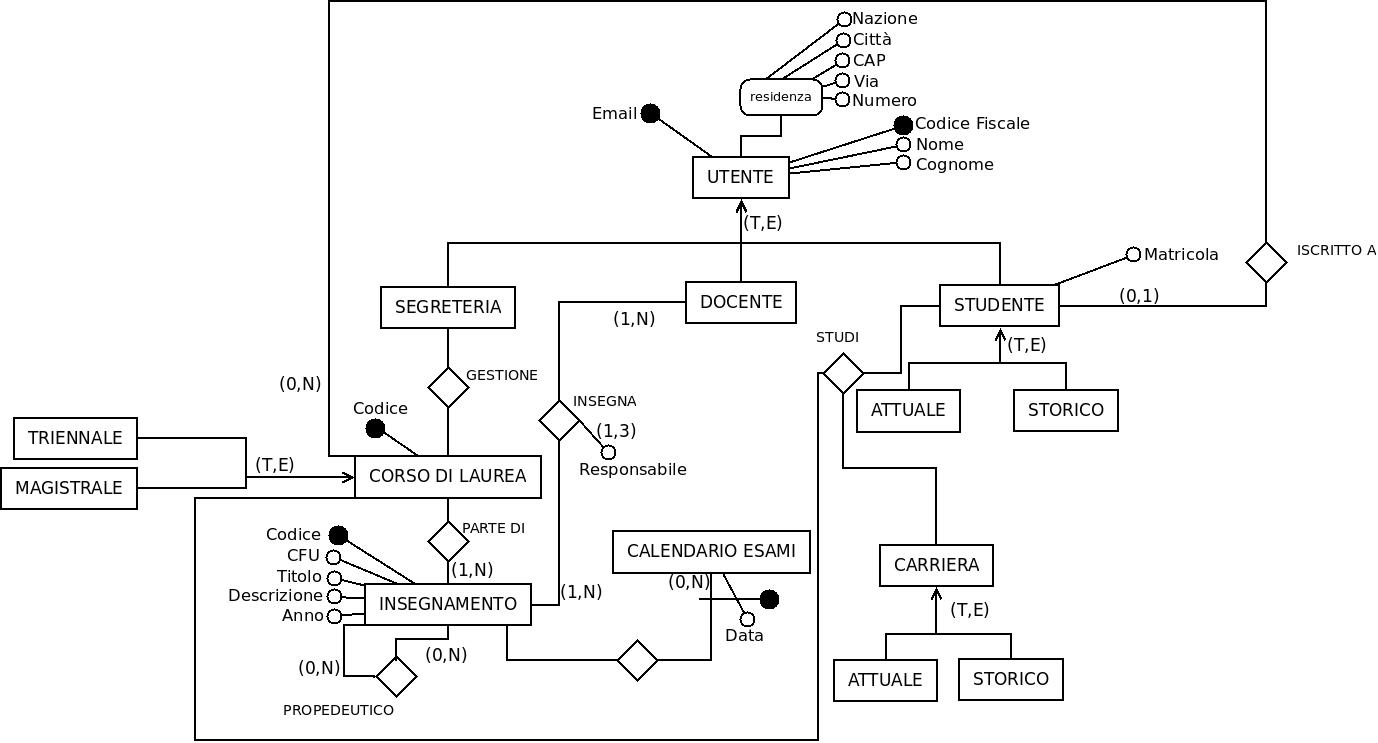 Nazione
Città
CAP
Via
Numero
residenza
Email
Codice Fiscale
Nome
Cognome
UTENTE
(T,E)
ISCRITTO A
Matricola
SEGRETERIA
DOCENTE
STUDENTE
(0,1)
(1,N)
STUDI
(T,E)
GESTIONE
(0,N)
INSEGNA
ATTUALE
STORICO
Codice
(1,3)
TRIENNALE
(T,E)
Responsabile
CORSO DI LAUREA
MAGISTRALE
PARTE DI
Codice
CALENDARIO ESAMI
CFU
(1,N)
CARRIERA
Titolo
(0,N)
Descrizione
(1,N)
INSEGNAMENTO
Anno
(T,E)
Data
(0,N)
(0,N)
ATTUALE
STORICO
PROPEDEUTICO